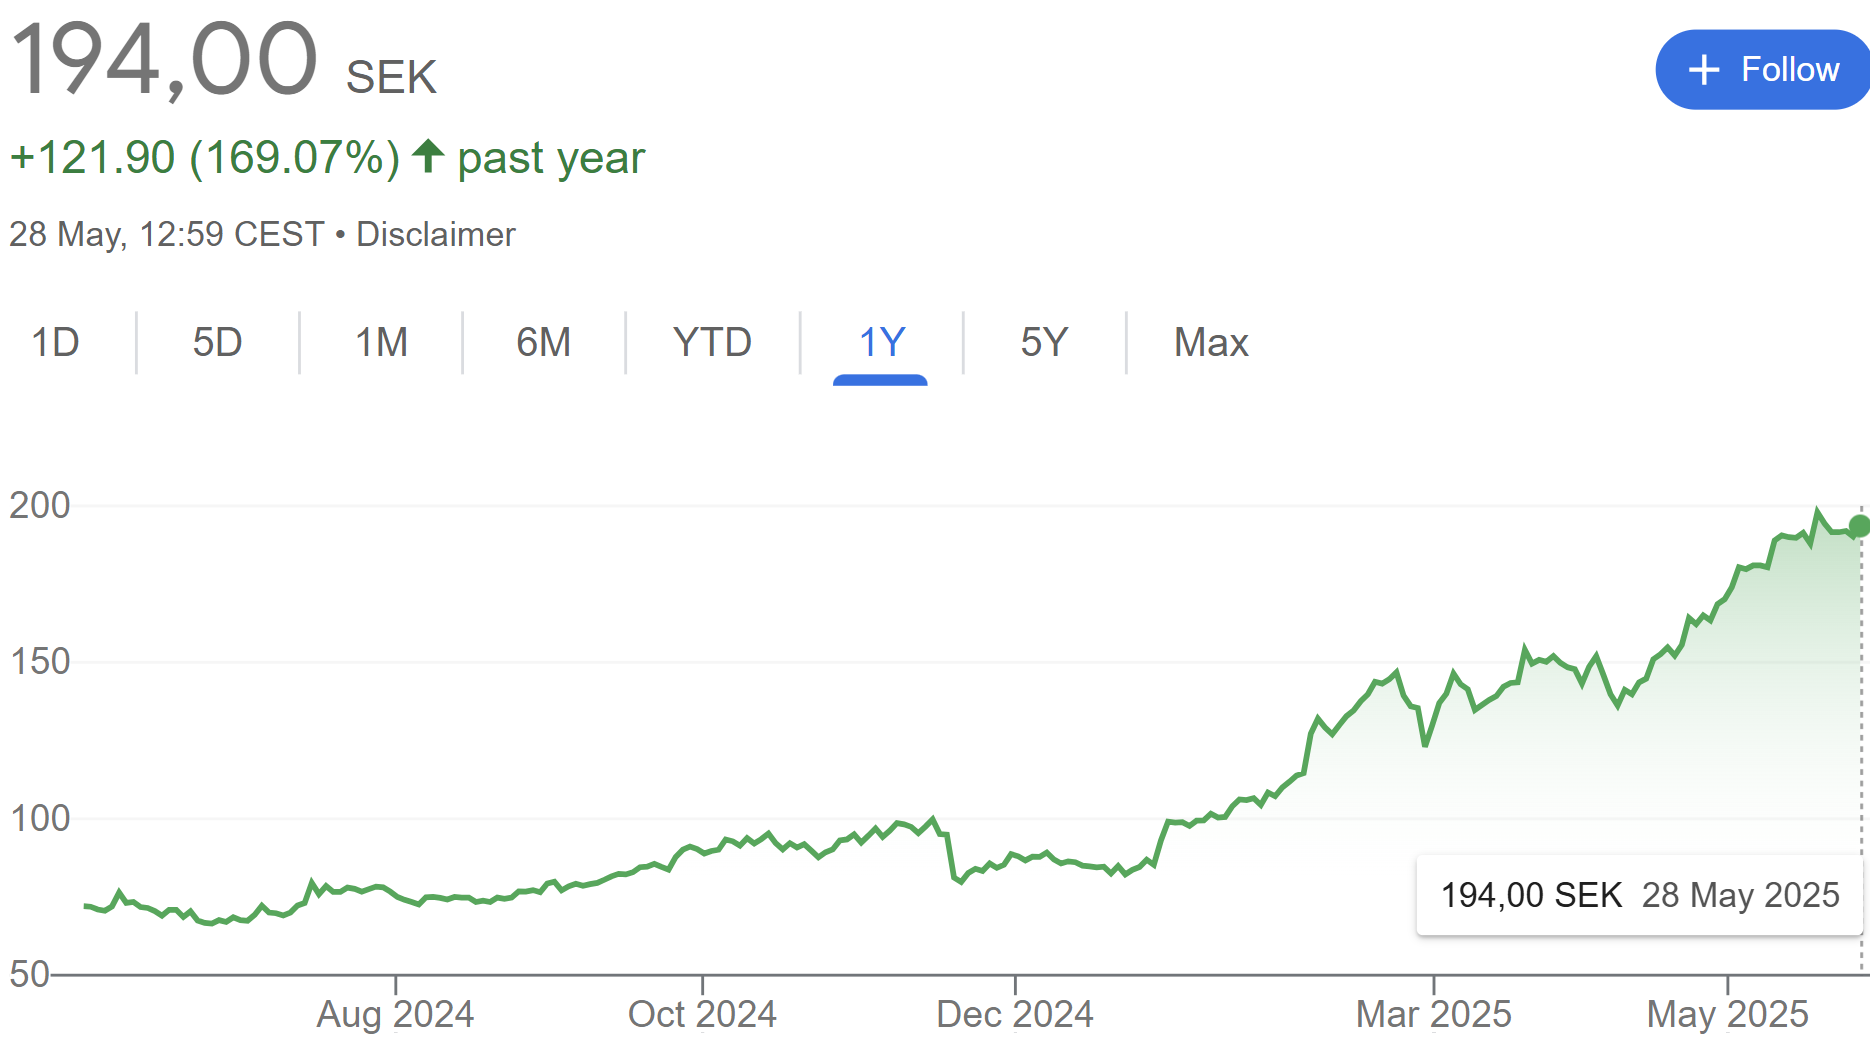 194,00 SEK
+ Follow
+121.90 (169.07%) ↑ past year
28 May, 12:59 CEST • Disclaimer
1D 5D 1M 6M YTD 1Y 5Y Max
200
150
100
194,00 SEK 28 May 2025
50
Aug 2024 Oct 2024 Dec 2024 Mar 2025 May 2025